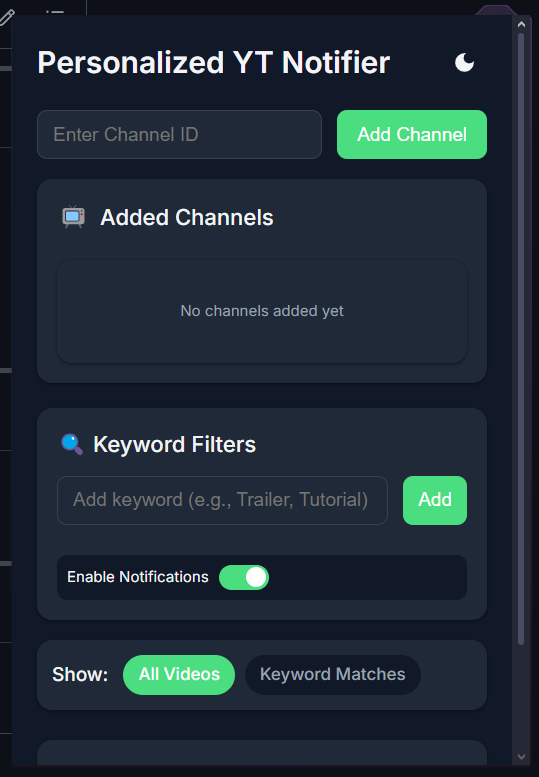 Personalized YT Notifier
Enter Channel ID
Add Channel
Added Channels
No channels added yet
Keyword Filters
Add keyword (e.g., Trailer, Tutorial)
Add
Enable Notifications
Show:
All Videos
Keyword Matches